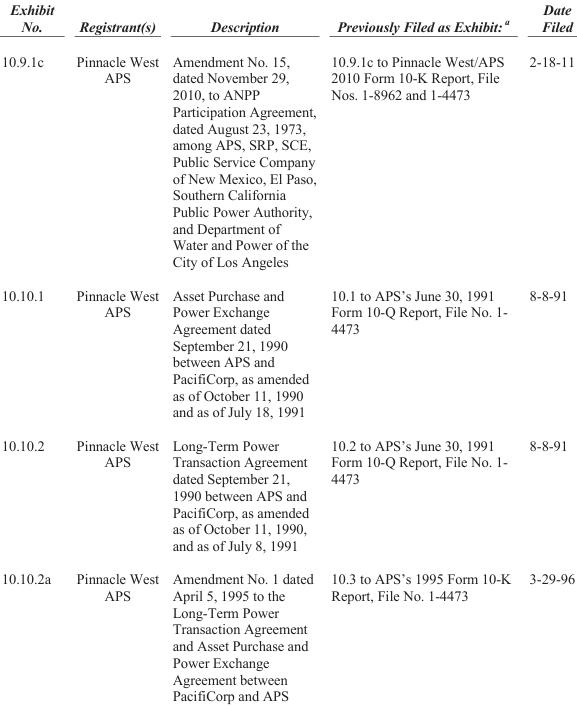 Exhibit No. Registrant(s) Description Previously Filed as Exhibit: a Date Filed
10.9.1c Pinnacle West Amendment No. 15, 10.9.1c to Pinnacle West/APS 2-18-11
APS dated November 29, 2010 Form 10-K Report, File
2010, to ANPP Nos. 1-8962 and 1-4473
Participation Agreement,
dated August 23, 1973,
among APS, SRP, SCE,
Public Service Company
of New Mexico, El Paso,
Southern California
Public Power Authority,
and Department of
Water and Power of the
City of Los Angeles
10.10.1 Pinnacle West Asset Purchase and 10.1 to APS's June 30, 1991 8-8-91
APS Power Exchange Form 10-Q Report, File No. 1-
Agreement dated 4473
September 21, 1990
between APS and
PacifiCorp, as amended
as of October 11, 1990
and as of July 18, 1991
10.10.2 Pinnacle West Long-Term Power 10.2 to APS's June 30, 1991 8-8-91
APS Transaction Agreement Form 10-Q Report, File No. 1-
dated September 21, 4473
1990 between APS and
PacifiCorp, as amended
as of October 11, 1990,
and as of July 8, 1991
10.10.2a Pinnacle West Amendment No. 1 dated 10.3 to APS's 1995 Form 10-K 3-29-96
APS April 5, 1995 to the Report, File No. 1-4473
Long-Term Power
Transaction Agreement
and Asset Purchase and
Power Exchange
Agreement between
PacifiCorp and APS